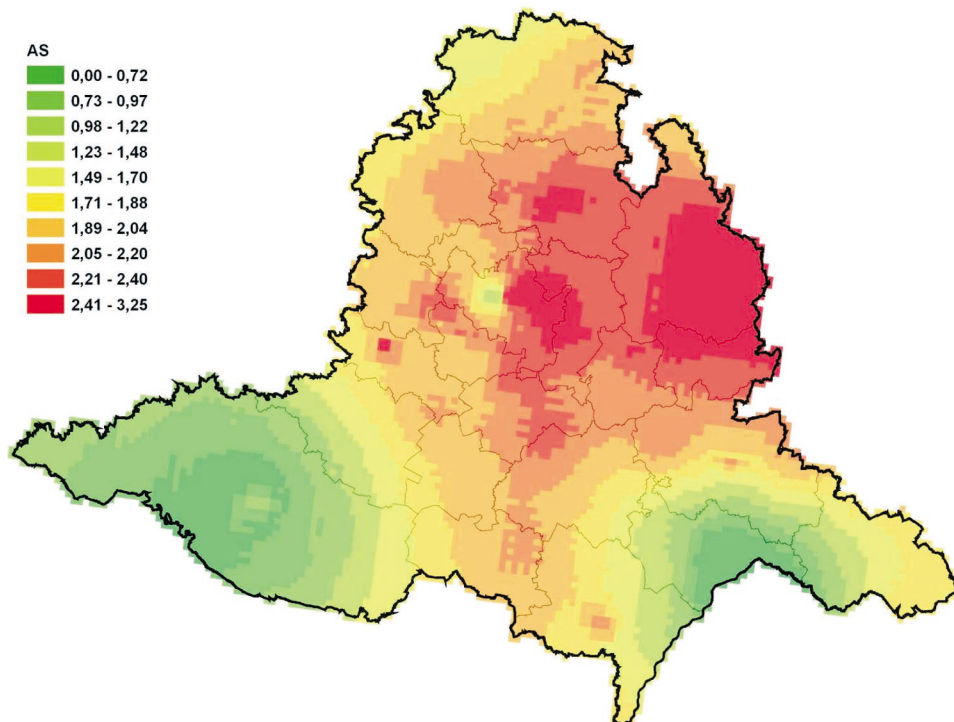 AS
0,00 - 0,72
0,73 - 0,97
0,98 - 1,22
1,23 - 1,48
1,49 - 1,70
1,71 - 1,88
1,89 - 2,04
2,05 - 2,20
2,21 - 2,40
2,41 - 3,25